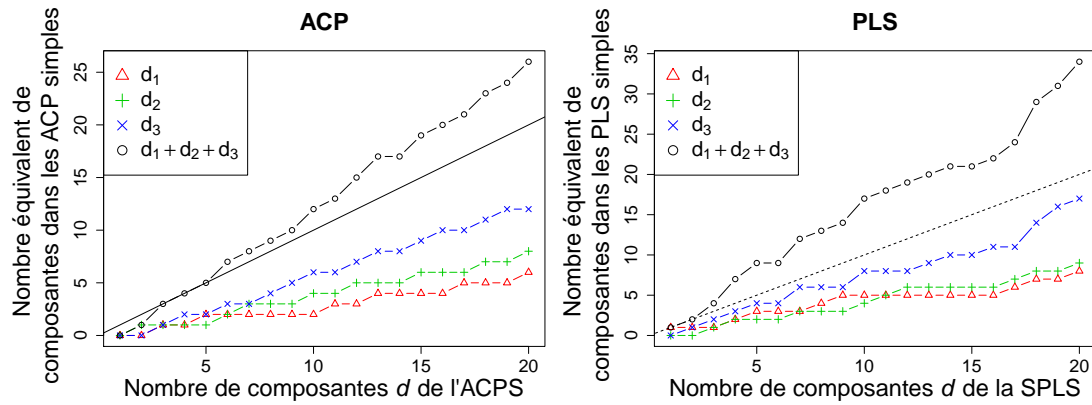 ACP
Nombre équivalent de
composantes dans les ACP simples
0 5 10 15 20 25
d1
d2
d3
d1 + d2 + d3
5 10 15 20
Nombre de composantes d de l'ACPS
PLS
Nombre équivalent de
composantes dans les PLS simples
0 5 10 15 20 25 30 35
d1
d2
d3
d1 + d2 + d3
5 10 15 20
Nombre de composantes d de la SPLS